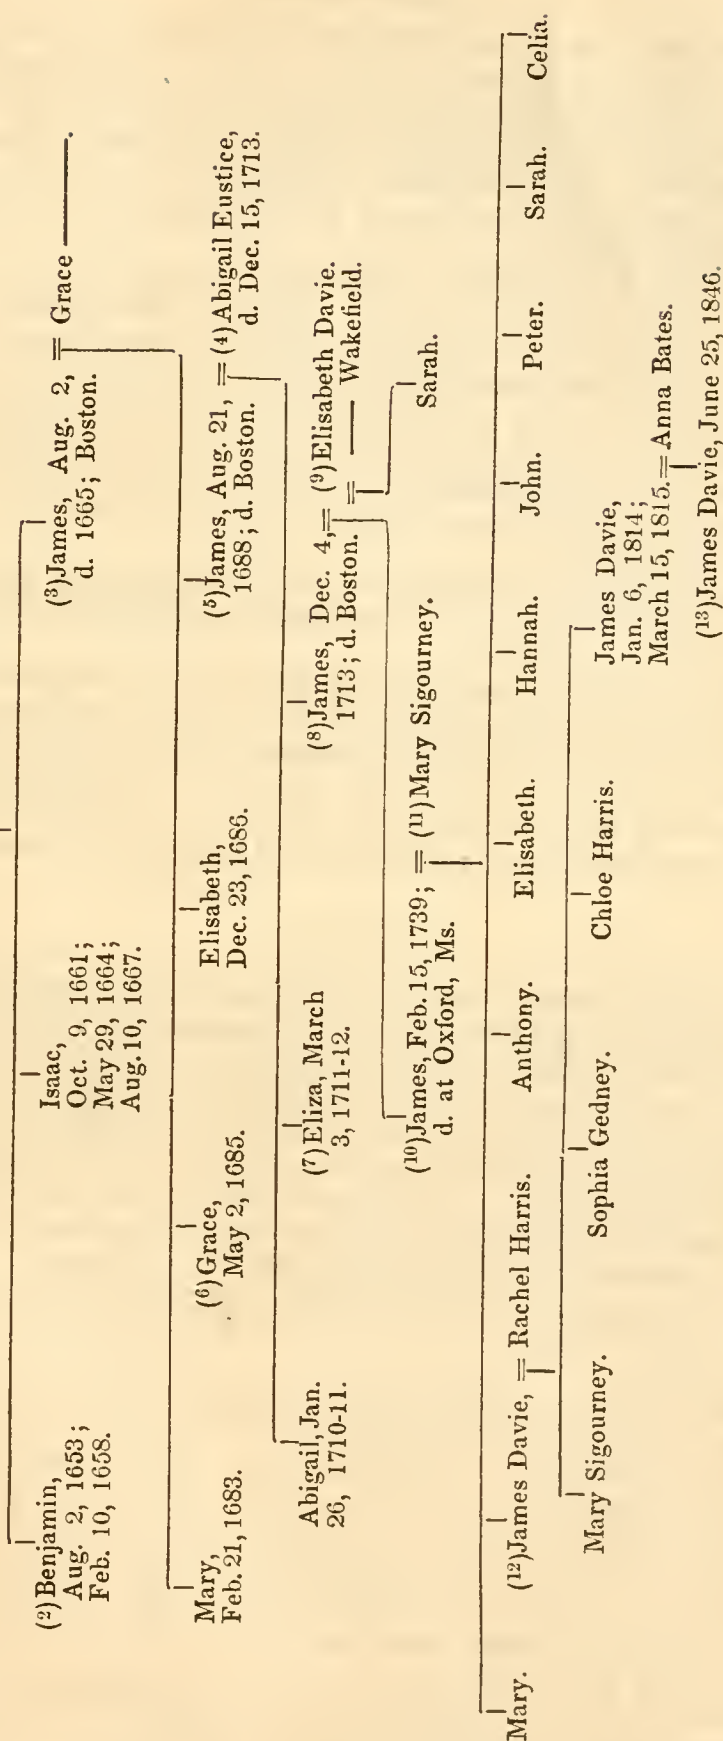 (2)Benjamin,
Aug. 2, 1653;
Feb. 10, 1658.
Isaac,
Oct. 9, 1661;
May 29, 1664;
Aug. 10, 1667.
(3)James, Aug. 2, = Grace ——.
d. 1665; Boston.
Mary,
Feb. 21, 1683.
(6)Grace,
May 2, 1685.
Elisabeth,
Dec. 23, 1686.
(5)James, Aug. 21, = (4)Abigail Eustice,
1688; d. Boston. d. Dec. 15, 1713.
Abigail, Jan.
26, 1710-11.
(7)Eliza, March
3, 1711-12.
(8)James, Dec. 4, = (9)Elisabeth Davie.
1713; d. Boston. = —— Wakefield.
(10)James, Feb. 15, 1739; = (11)Mary Sigourney.
d. at Oxford, Ms.
Sarah.
Mary.
(12)James Davie, = Rachel Harris.
Anthony.
Elisabeth.
Hannah.
John.
Peter.
Sarah.
Celia.
Mary Sigourney.
Sophia Gedney.
Chloe Harris.
James Davie,
Jan. 6, 1814;
March 15, 1815. = Anna Bates.
(13)James Davie, June 25, 1846.